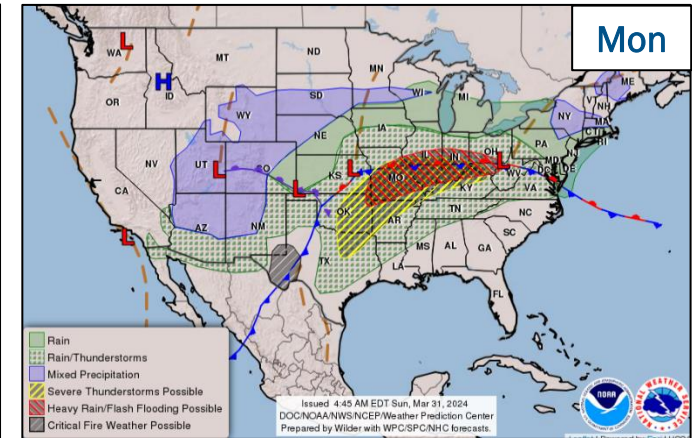 Mon
WA
L
MT
ND
MN
ME
H
ID
OR
SD
WI
MI
VT
NH
WY
NY
MA
CT
RI
IA
NE
PA
NJ
NV
UT
L
CO
L
IL
IN
OH
L
MD
DE
DC
L
KS
MO
WV
VA
KY
CA
L
L
OK
TN
NC
AZ
NM
AR
SC
MS
AL
GA
TX
LA
FL
Rain
Rain/Thunderstorms
Mixed Precipitation
Severe Thunderstorms Possible
Heavy Rain/Flash Flooding Possible
Critical Fire Weather Possible
Issued 4:45 AM EDT Sun, Mar 31, 2024
DOC/NOAA/NWS/NCEP/Weather Prediction Center
Prepared by Wilder with WPC/SPC/NHC forecasts.
NOAA